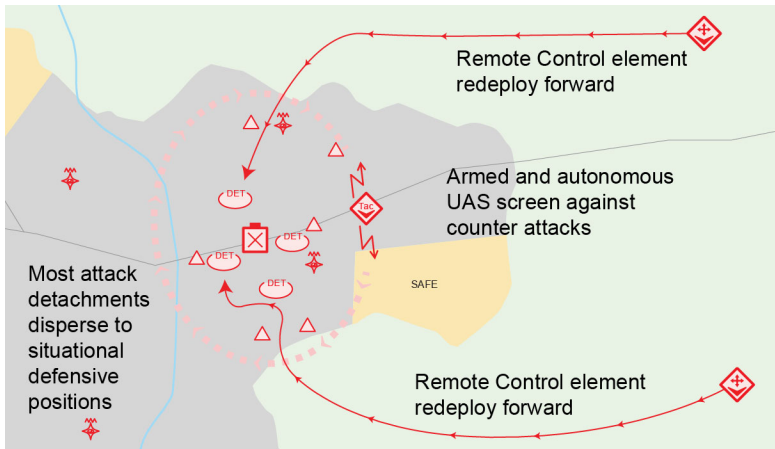 Remote Control element
redeploy forward
DET
Tac
Armed and autonomous
UAS screen against
counter attacks
DET
DET
Most attack
detachments
disperse to
situational
defensive
positions
SAFE
DET
Remote Control element
redeploy forward